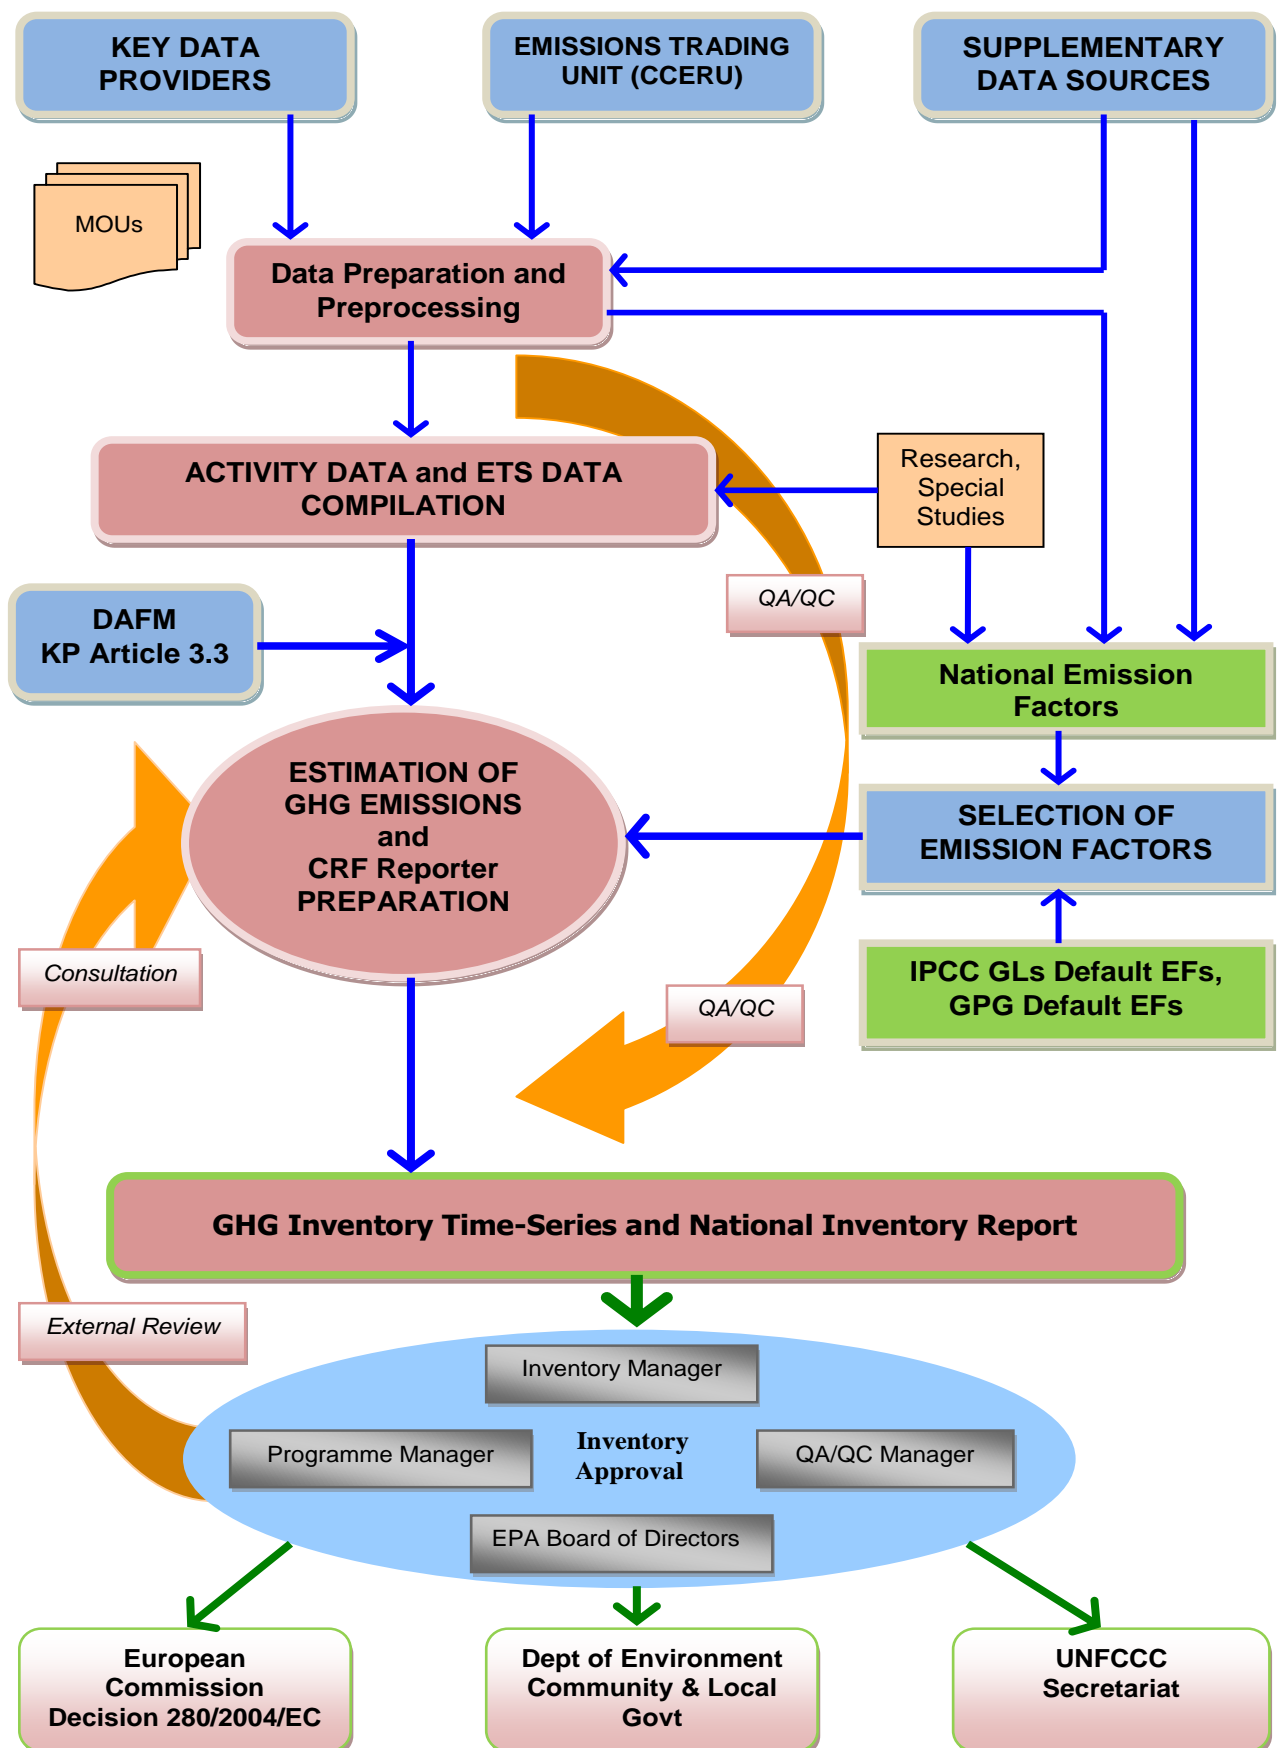 KEY DATA
PROVIDERS
EMISSIONS TRADING
UNIT (CCERU)
SUPPLEMENTARY
DATA SOURCES
MOUs
Data Preparation and
Preprocessing
ACTIVITY DATA and ETS DATA
COMPILATION
Research,
Special
Studies
QA/QC
DAFM
KP Article 3.3
National Emission
Factors
ESTIMATION OF
GHG EMISSIONS
and
CRF Reporter
PREPARATION
SELECTION OF
EMISSION FACTORS
Consultation
QA/QC
IPCC GLs Default EFs,
GPG Default EFs
GHG Inventory Time-Series and National Inventory Report
External Review
Inventory Manager
Programme Manager
Inventory
Approval
QA/QC Manager
EPA Board of Directors
European
Commission
Decision 280/2004/EC
Dept of Environment
Community & Local
Govt
UNFCCC
Secretariat